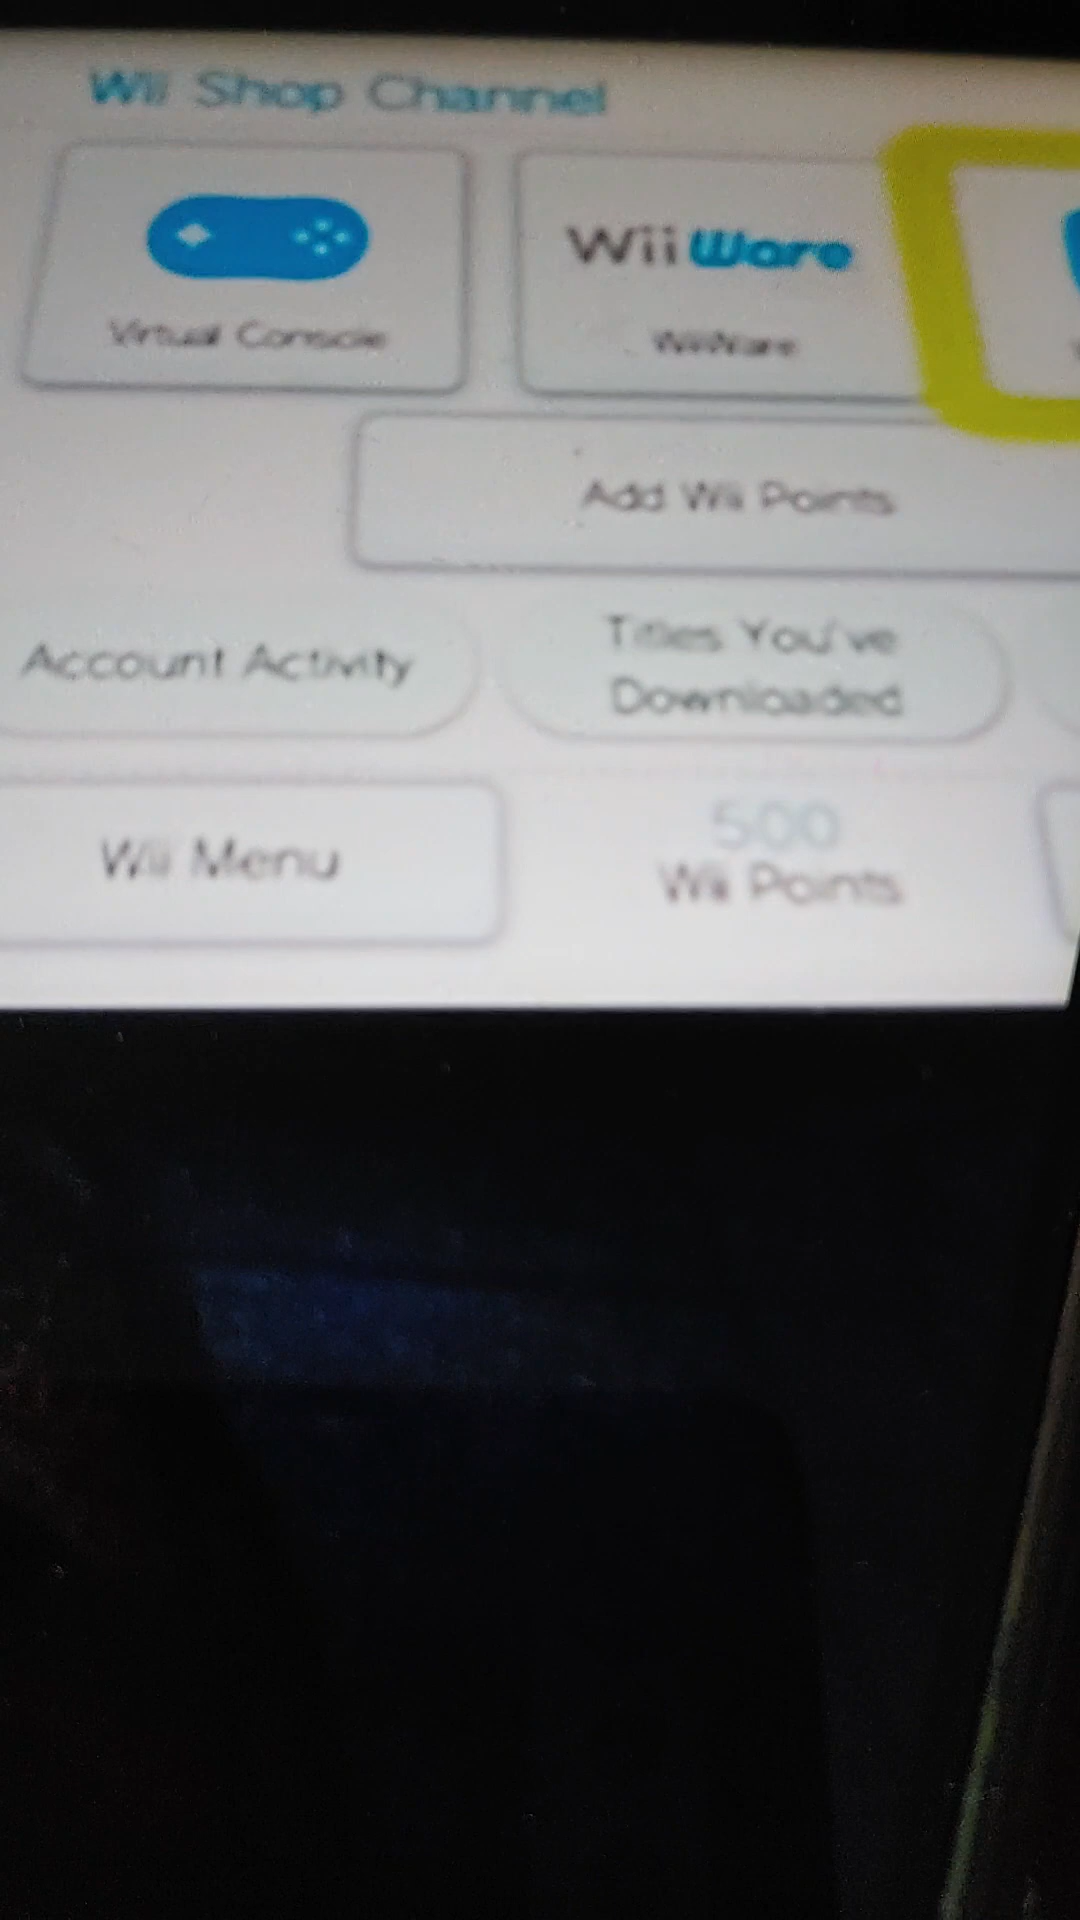 Wii Shop Channel
WiiWare
Virtual Console
WiiWare
Add Wii Points
Account Activity
Titles You've
Downloaded
Wii Menu
500
Wii Points